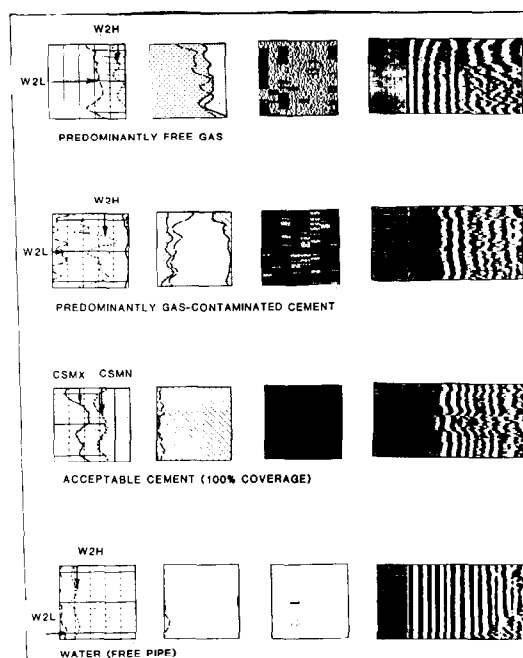 W2H
W2L
PREDOMINANTLY FREE GAS
W2H
W2L
PREDOMINANTLY GAS-CONTAMINATED CEMENT
CSMX CSMN
ACCEPTABLE CEMENT (100% COVERAGE)
W2H
W2L
WATER (FREE PIPE)